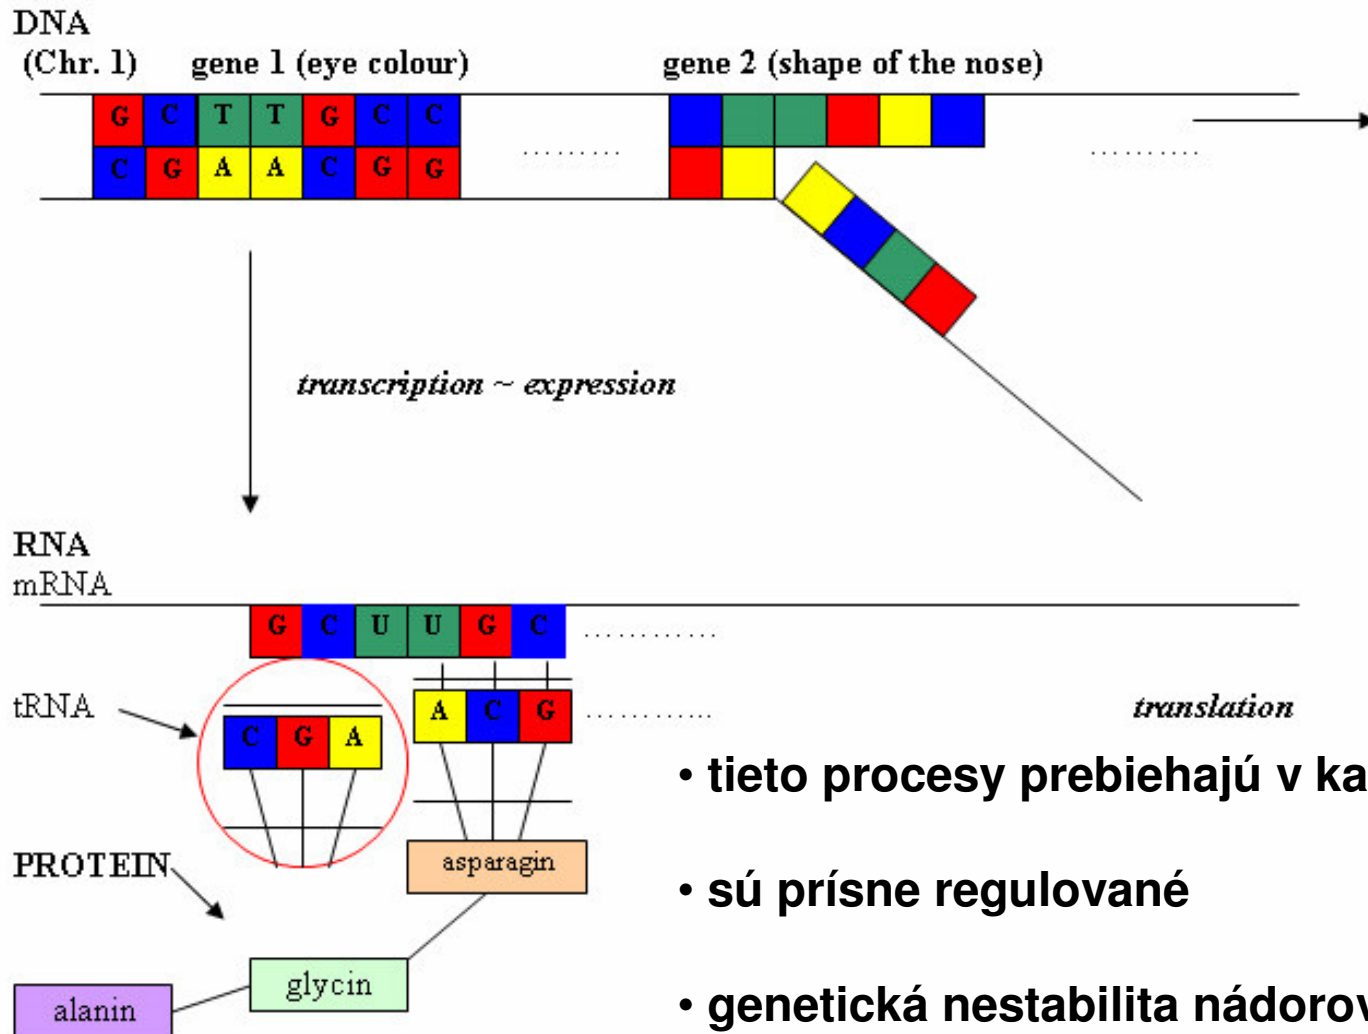 DNA
(Chr. 1) gene 1 (eye colour) gene 2 (shape of the nose)
G C T T G C C
C G A A C G G
.........
..........
transcription ~ expression
RNA
mRNA
G C U U G C ............
tRNA
C G A
A C G ............
translation
• tieto procesy prebiehajú v ka
PROTEIN
asparagin
• sú prísne regulované
glycin
alanin
• genetická nestabilita nádorov